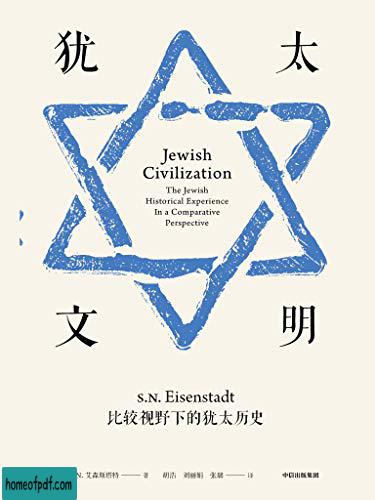 犹太
Jewish
Civilization
The Jewish
Historical Experience
In a Comparative
Perspective
文明
S.N. Eisenstadt
比较视野下的犹太历史
N. 艾森斯塔特 —— 著 胡浩 刘丽娟 张瑞 —— 译 中信出版集团
homeofpdf.com